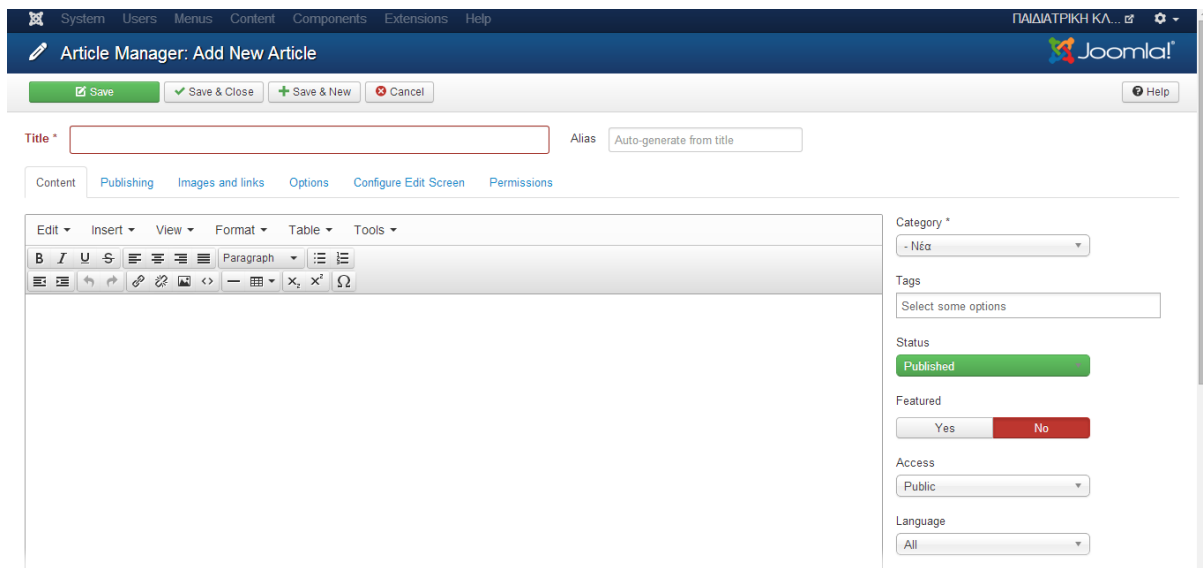 System Users Menus Content Components Extensions Help ΠΑΙΔΙΑΤΡΙΚΗ ΚΛ...
Article Manager: Add New Article Joomla!®
Save Save & Close Save & New Cancel Help
Title * Alias Auto-generate from title
Content Publishing Images and links Options Configure Edit Screen Permissions
Edit Insert View Format Table Tools
B I U S Paragraph
x₂ x² Ω
Category *
- Νέα
Tags
Select some options
Status
Published
Featured
Yes No
Access
Public
Language
All